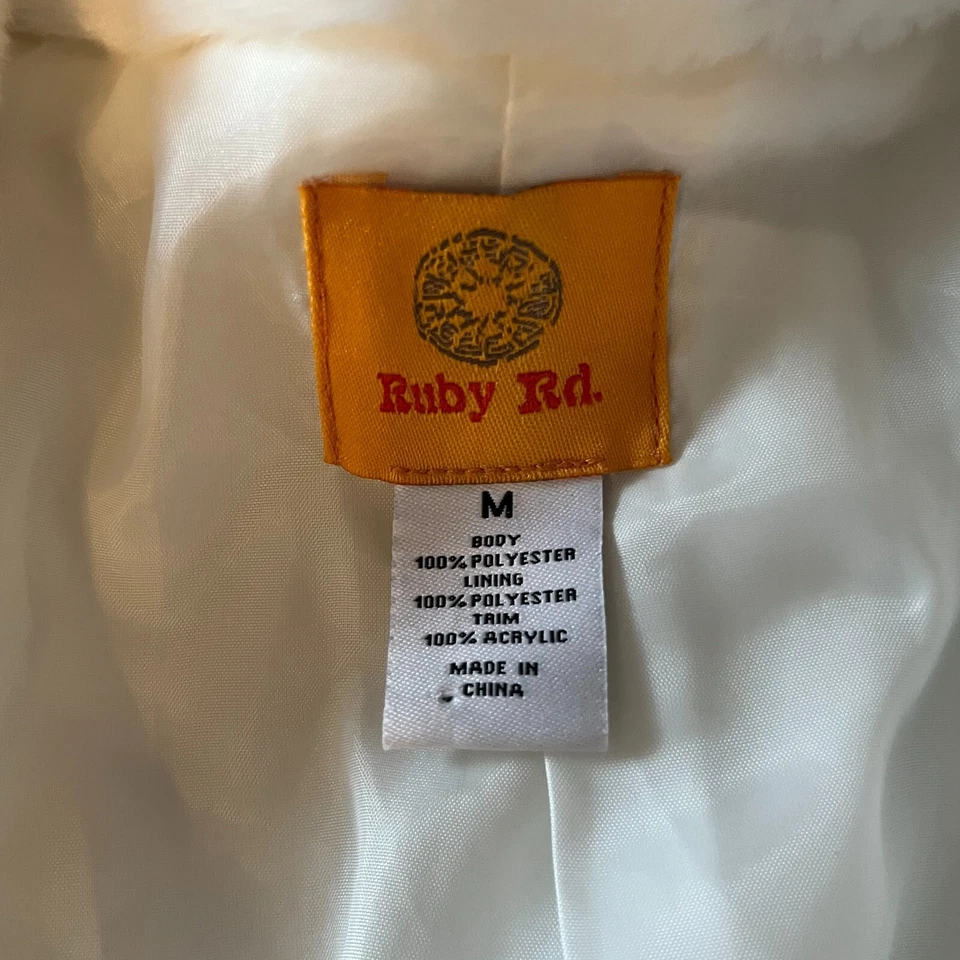 Ruby Rd.
M
BODY
100% POLYESTER
LINING
100% POLYESTER
TRIM
100% ACRYLIC
MADE IN
CHINA